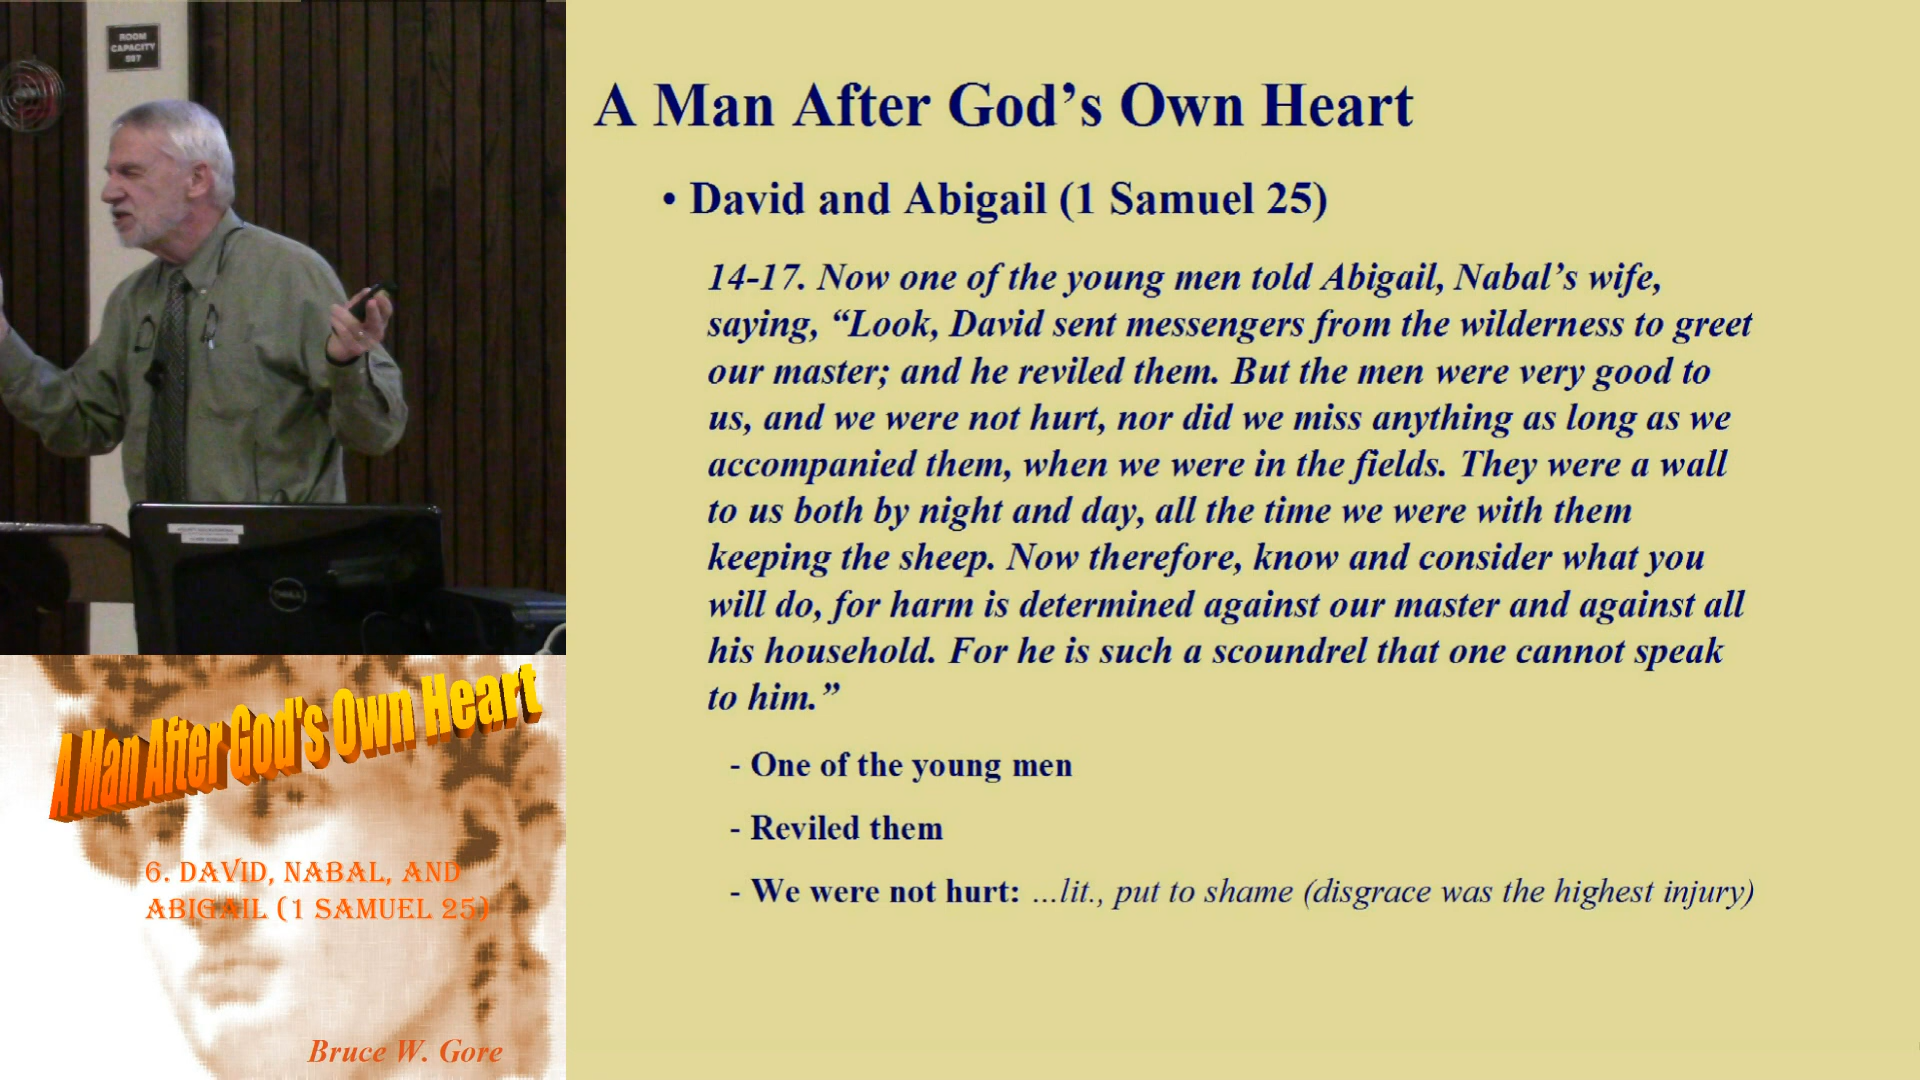 ROOM
CAPACITY
A Man After God’s Own Heart
• David and Abigail (1 Samuel 25)
14-17. Now one of the young men told Abigail, Nabal’s wife,
saying, “Look, David sent messengers from the wilderness to greet
our master; and he reviled them. But the men were very good to
us, and we were not hurt, nor did we miss anything as long as we
accompanied them, when we were in the fields. They were a wall
to us both by night and day, all the time we were with them
keeping the sheep. Now therefore, know and consider what you
will do, for harm is determined against our master and against all
his household. For he is such a scoundrel that one cannot speak
to him.”
- One of the young men
- Reviled them
- We were not hurt: ...lit., put to shame (disgrace was the highest injury)
DELL
A Man After God's Own Heart
6. DAVID, NABAL, AND
ABIGAIL (1 SAMUEL 25)
Bruce W. Gore